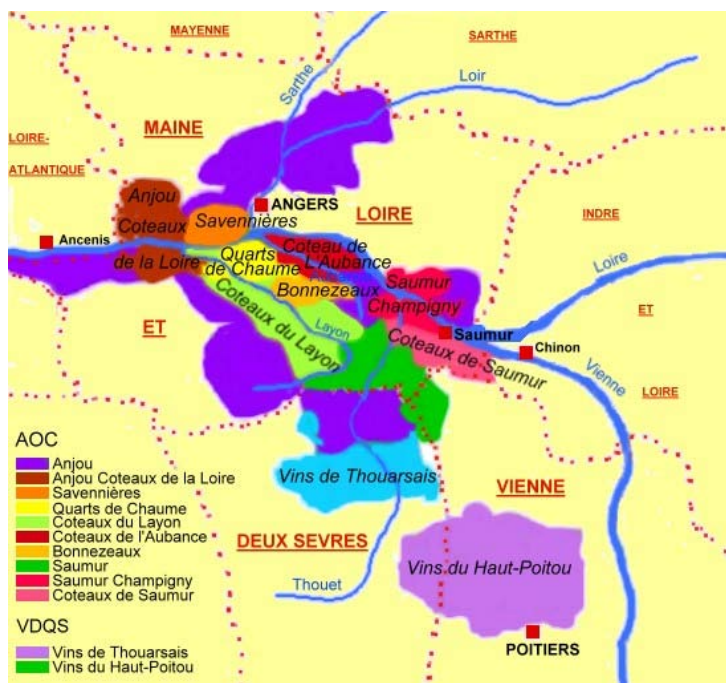 MAYENNE
SARTHE
Sarthe
Loir
LOIRE-
ATLANTIQUE
MAINE
Anjou
Coteaux
de la Loire
Savennières
ANGERS
LOIRE
INDRE
Ancenis
Quarts
de Chaume
Coteau de
L'Aubance
Bonnezeaux
Saumur
Champigny
Loire
ET
Coteaux du Layon
Layon
Saumur
Coteaux de Saumur
Chinon
Vienne
ET
LOIRE
AOC
Anjou
Anjou Coteaux de la Loire
Savennières
Quarts de Chaume
Coteaux du Layon
Coteaux de l'Aubance
Bonnezeaux
Saumur
Saumur Champigny
Coteaux de Saumur
VDQS
Vins de Thouarsais
Vins du Haut-Poitou
Vins de Thouarsais
VIENNE
DEUX SEVRES
Thouet
Vins du Haut-Poitou
POITIERS